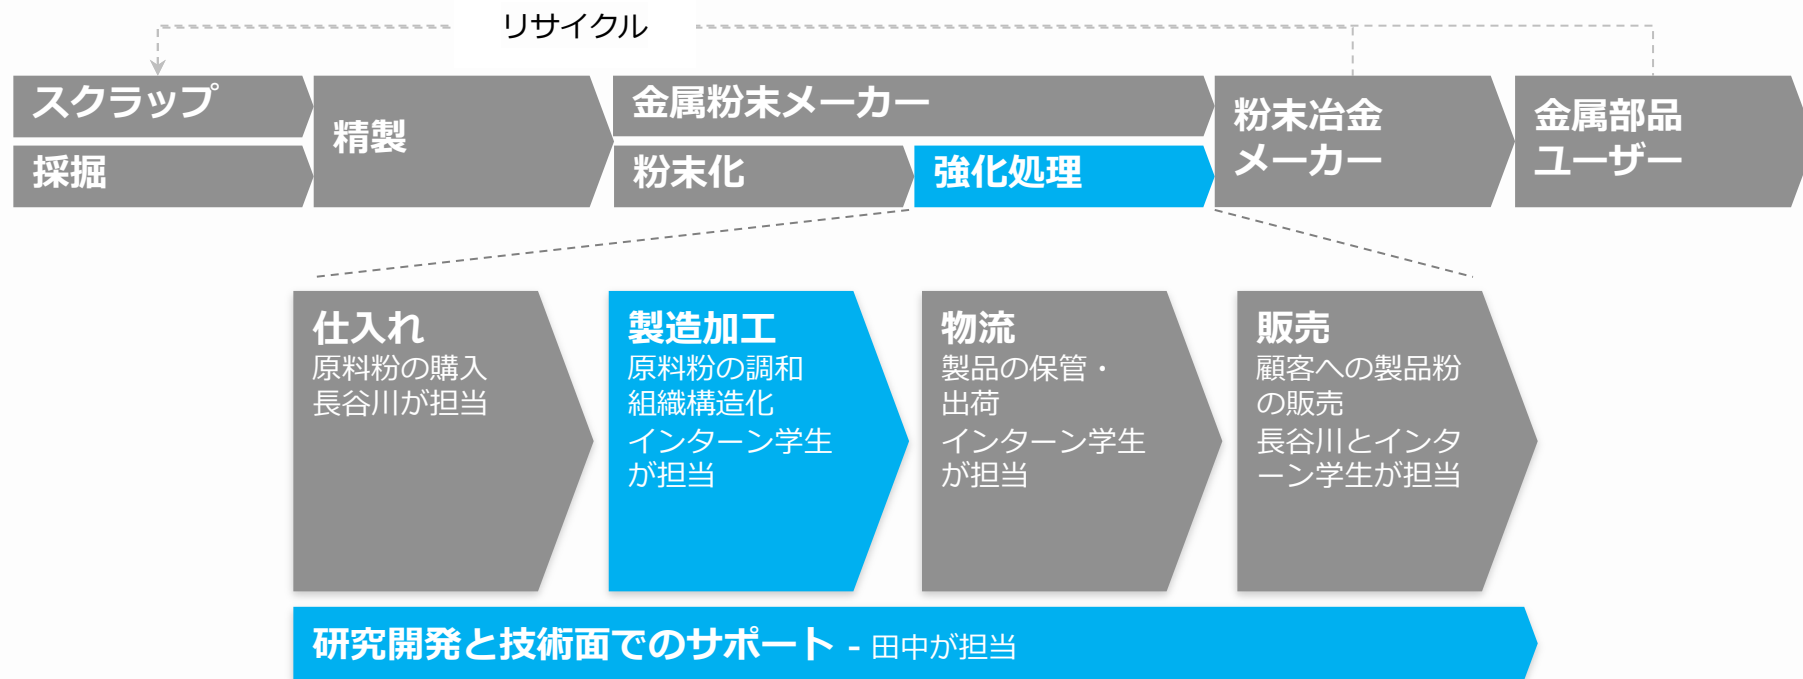 リサイクル
スクラップ
採掘
精製
金属粉末メーカー
粉末化
強化処理
粉末冶金
メーカー
金属部品
ユーザー
仕入れ
原料粉の購入
長谷川が担当
製造加工
原料粉の調和
組織構造化
インターン学生
が担当
物流
製品の保管・
出荷
インターン学生
が担当
販売
顧客への製品粉
の販売
長谷川とインタ
ーン学生が担当
研究開発と技術面でのサポート - 田中が担当